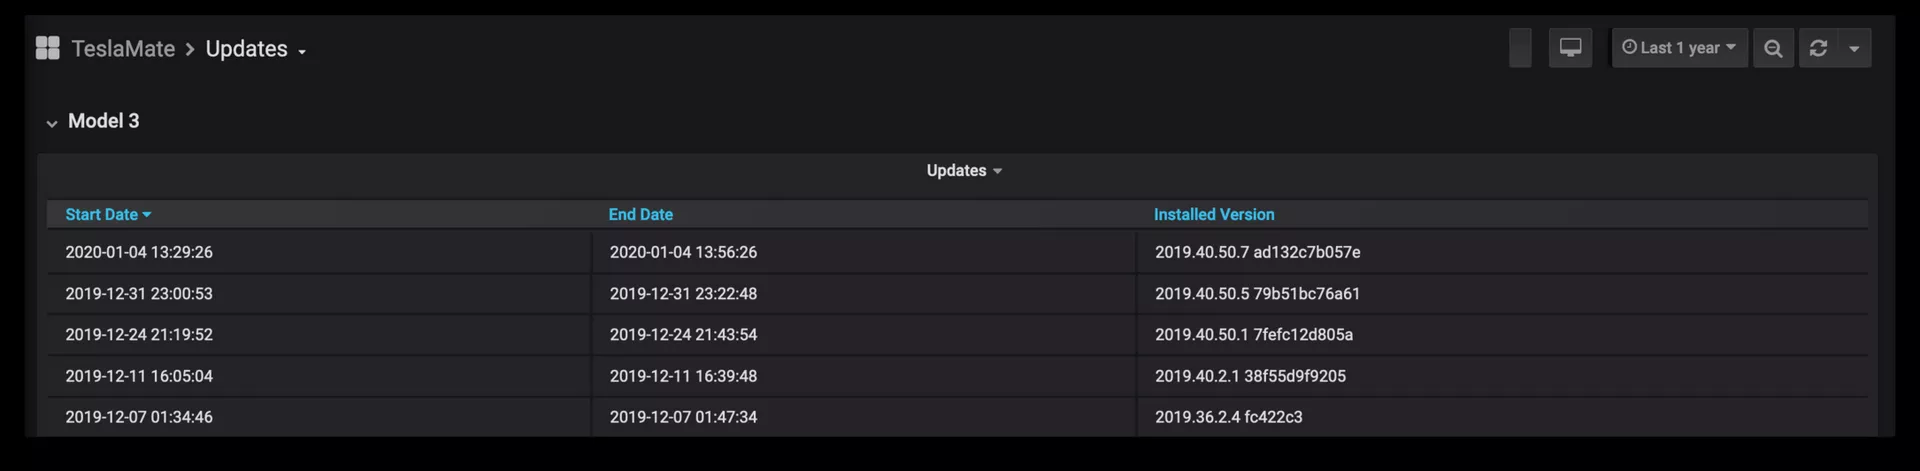 TeslaMate > Updates
Last 1 year
Model 3
Updates
Start Date End Date Installed Version
2020-01-04 13:29:26 2020-01-04 13:56:26 2019.40.50.7 ad132c7b057e
2019-12-31 23:00:53 2019-12-31 23:22:48 2019.40.50.5 79b51bc76a61
2019-12-24 21:19:52 2019-12-24 21:43:54 2019.40.50.1 7fefc12d805a
2019-12-11 16:05:04 2019-12-11 16:39:48 2019.40.2.1 38f55d9f9205
2019-12-07 01:34:46 2019-12-07 01:47:34 2019.36.2.4 fc422c3